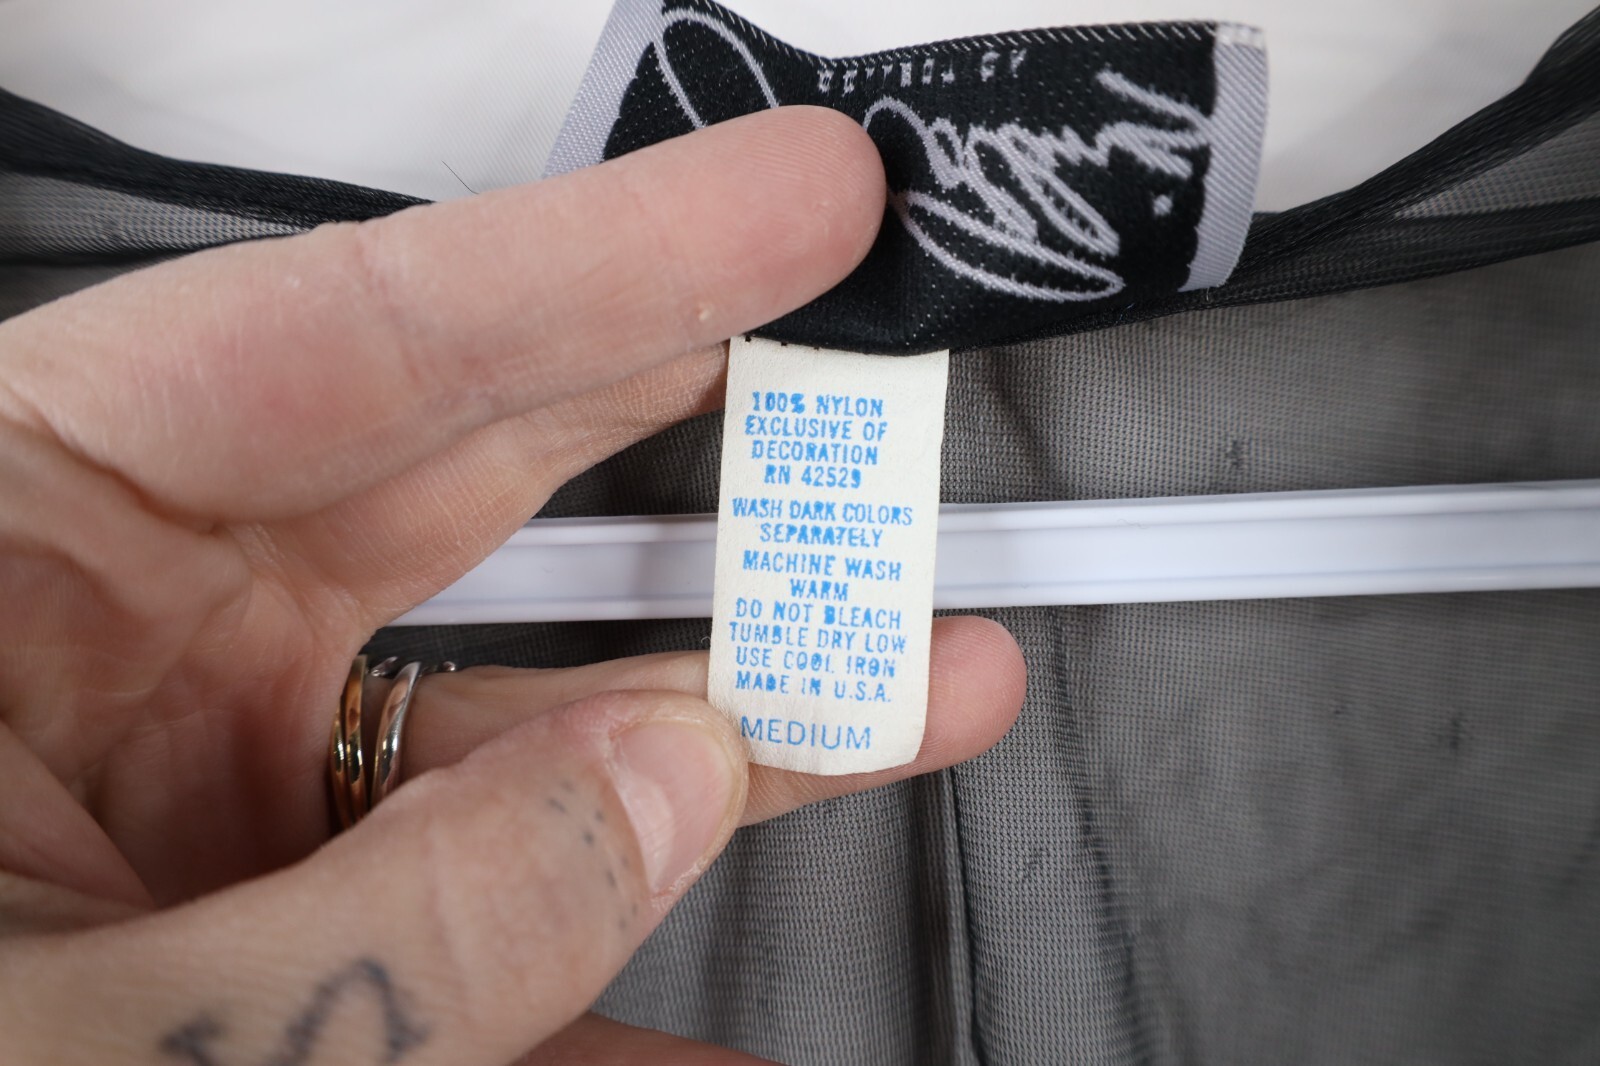 100% NYLON
EXCLUSIVE OF
DECORATION
RN 42529
WASH DARK COLORS
SEPARATELY
MACHINE WASH
WARM
DO NOT BLEACH
TUMBLE DRY LOW
USE COOL IRON
MADE IN U.S.A.
MEDIUM